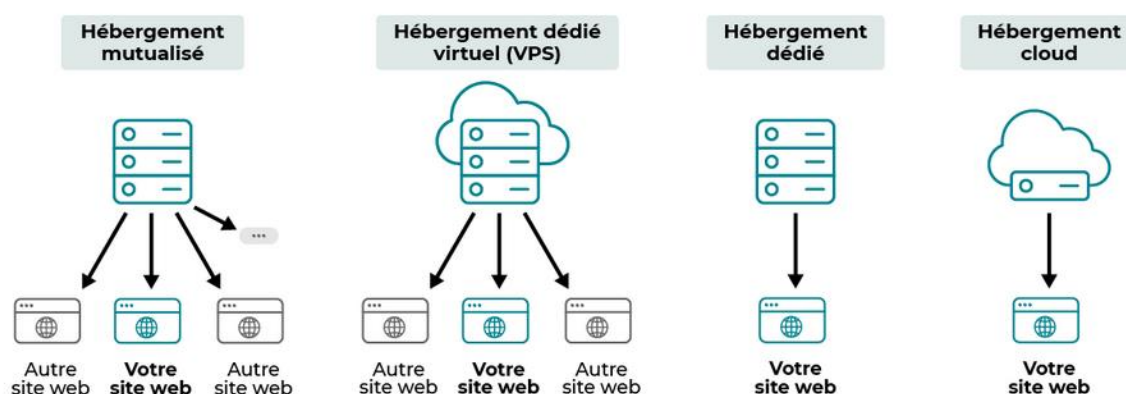 Hébergement
mutualisé
Hébergement dédié
virtuel (VPS)
Hébergement
dédié
Hébergement
cloud
...
Autre
site web
Votre
site web
Autre
site web
Autre
site web
Votre
site web
Autre
site web
Votre
site web
Votre
site web